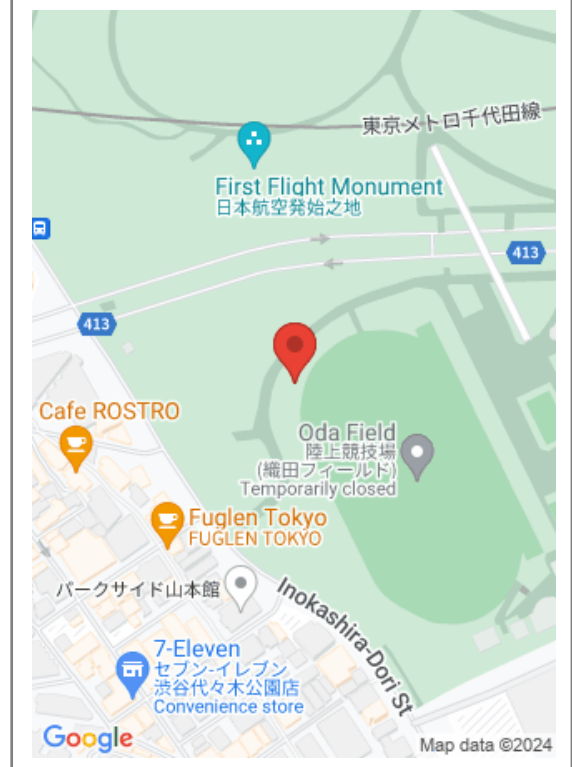 東京メトロ千代田線
First Flight Monument
日本航空発始之地
413
413
Cafe ROSTRO
Oda Field
陸上競技場
(織田フィールド)
Temporarily closed
Fuglen Tokyo
FUGLEN TOKYO
パークサイド山本館
Inokashira-Dori St
7-Eleven
セブン-イレブン
渋谷代々木公園店
Convenience store
Google
Map data ©2024